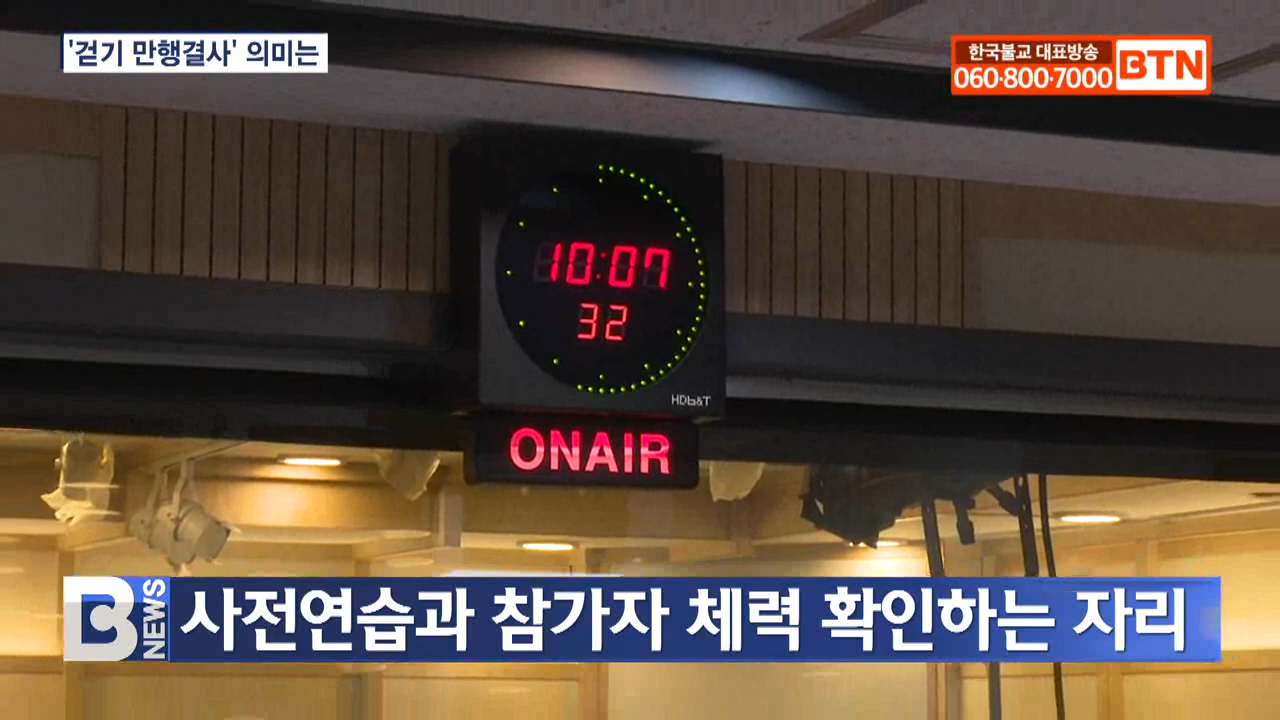 '걷기 만행결사' 의미는
한국불교 대표방송
060·800·7000
BTN
10:07
32
HDb&T
ONAIR
B NEWS
사전연습과 참가자 체력 확인하는 자리